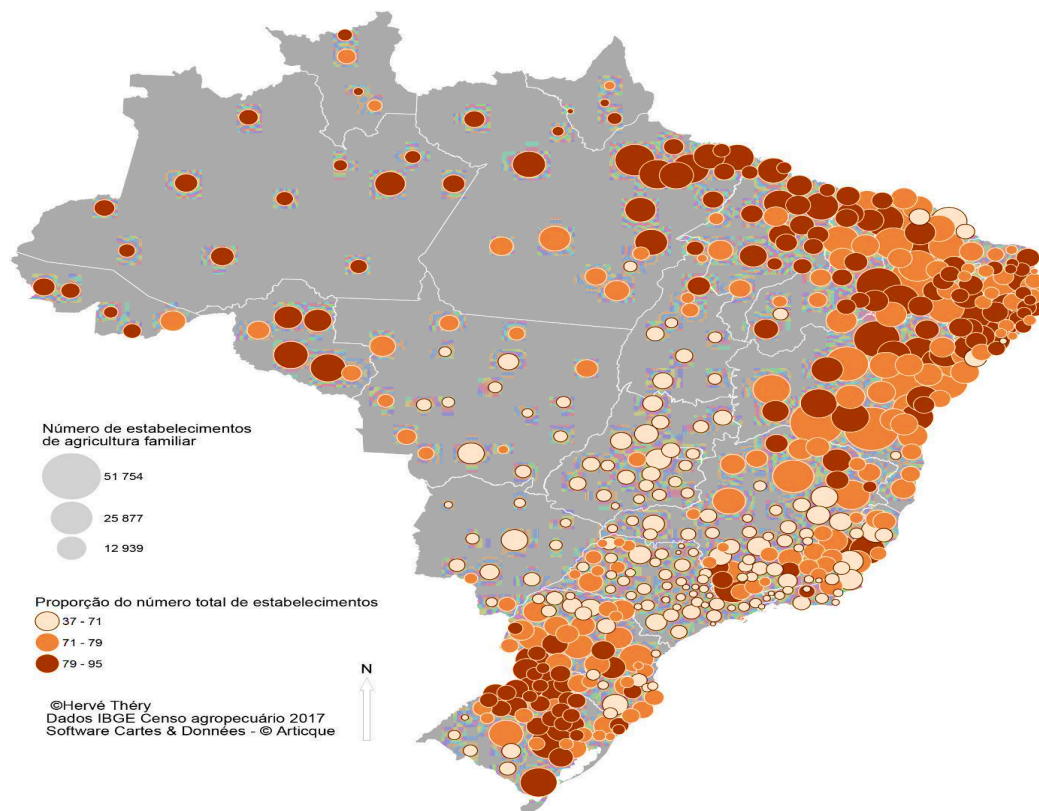 Número de estabelecimentos
de agricultura familiar
51 754
25 877
12 939
Proporção do número total de estabelecimentos
37 - 71
71 - 79
79 - 95
N
©Hervé Théry
Dados IBGE Censo agropecuário 2017
Software Cartes & Données - © Articque